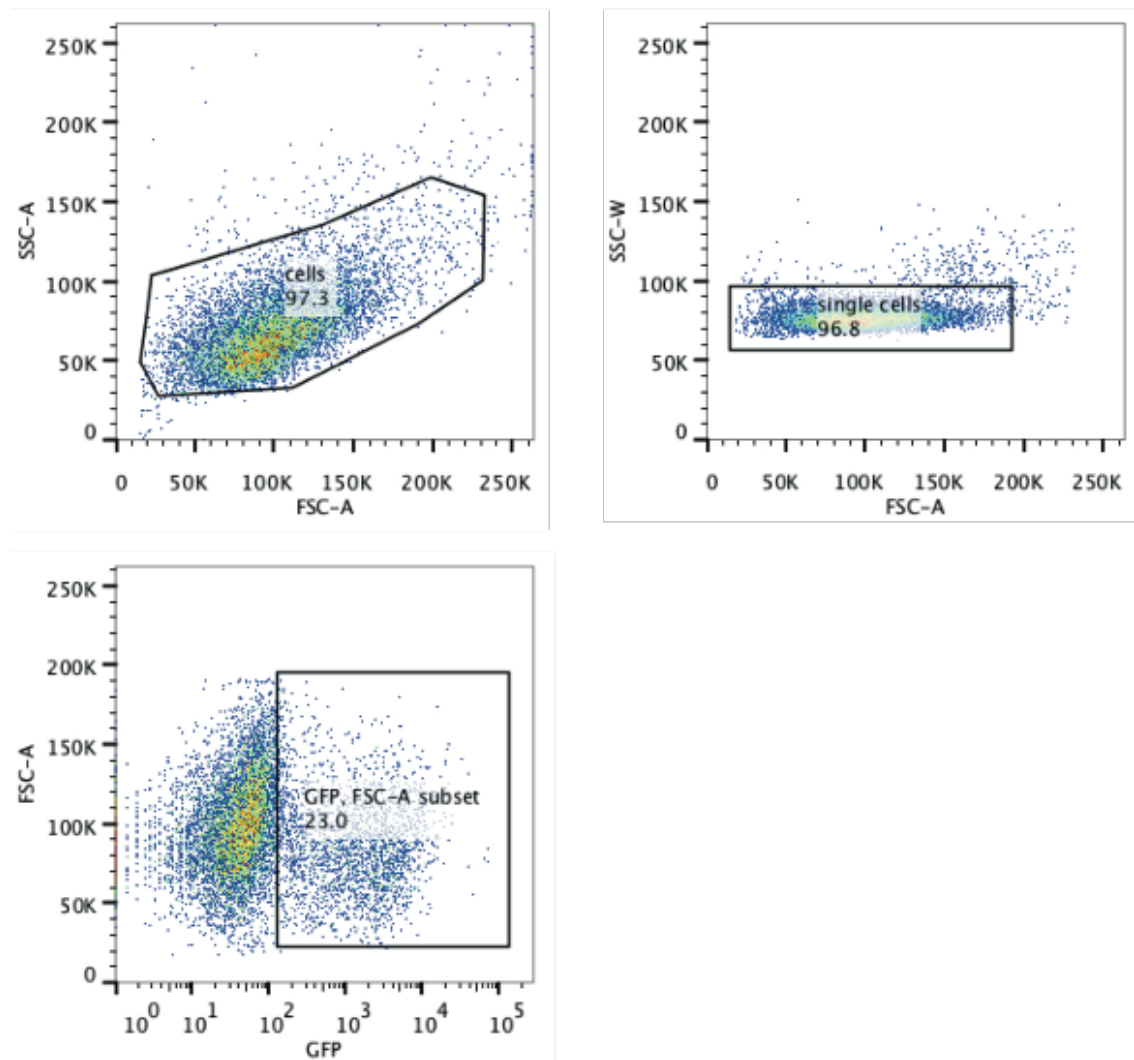 250K
200K
150K
100K
50K
0
SSC-A
cells
97.3
0 50K 100K 150K 200K 250K
FSC-A
250K
200K
150K
100K
50K
0
SSC-W
single cells
96.8
0 50K 100K 150K 200K 250K
FSC-A
250K
200K
150K
100K
50K
0
FSC-A
GFP, FSC-A subset
23.0
10⁰ 10¹ 10² 10³ 10⁴ 10⁵
GFP